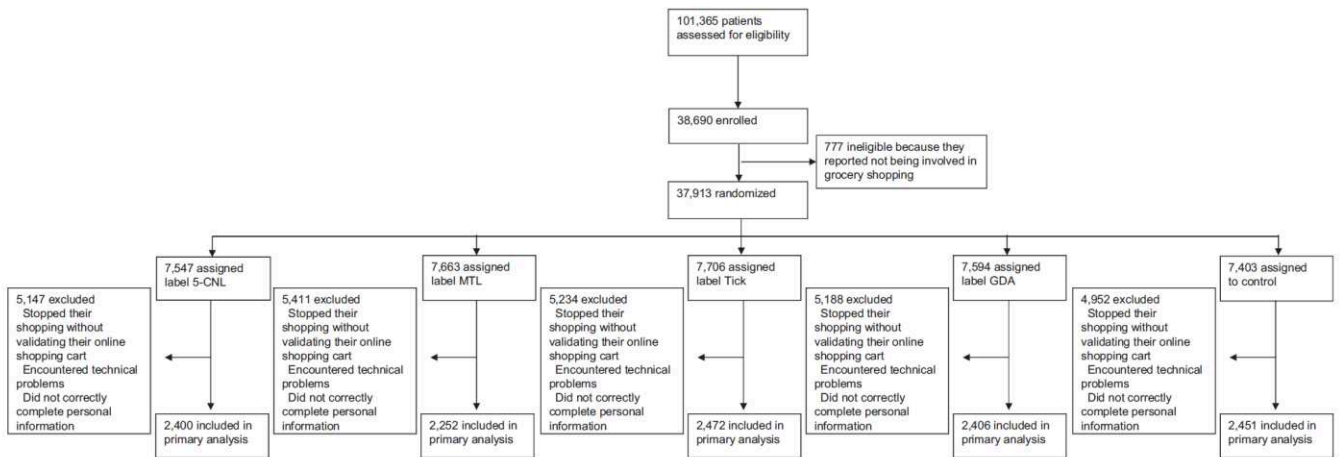 101,365 patients
assessed for eligibility
38,690 enrolled
777 ineligible because they
reported not being involved in
grocery shopping
37,913 randomized
7,547 assigned
label 5-CNL
7,663 assigned
label MTL
7,706 assigned
label Tick
7,594 assigned
label GDA
7,403 assigned
to control
5,147 excluded
Stopped their
shopping without
validating their online
shopping cart
Encountered technical
problems
Did not correctly
complete personal
information
5,411 excluded
Stopped their
shopping without
validating their online
shopping cart
Encountered technical
problems
Did not correctly
complete personal
information
5,234 excluded
Stopped their
shopping without
validating their online
shopping cart
Encountered technical
problems
Did not correctly
complete personal
information
5,188 excluded
Stopped their
shopping without
validating their online
shopping cart
Encountered technical
problems
Did not correctly
complete personal
information
4,952 excluded
Stopped their
shopping without
validating their online
shopping cart
Encountered technical
problems
Did not correctly
complete personal
information
2,400 included in
primary analysis
2,252 included in
primary analysis
2,472 included in
primary analysis
2,406 included in
primary analysis
2,451 included in
primary analysis